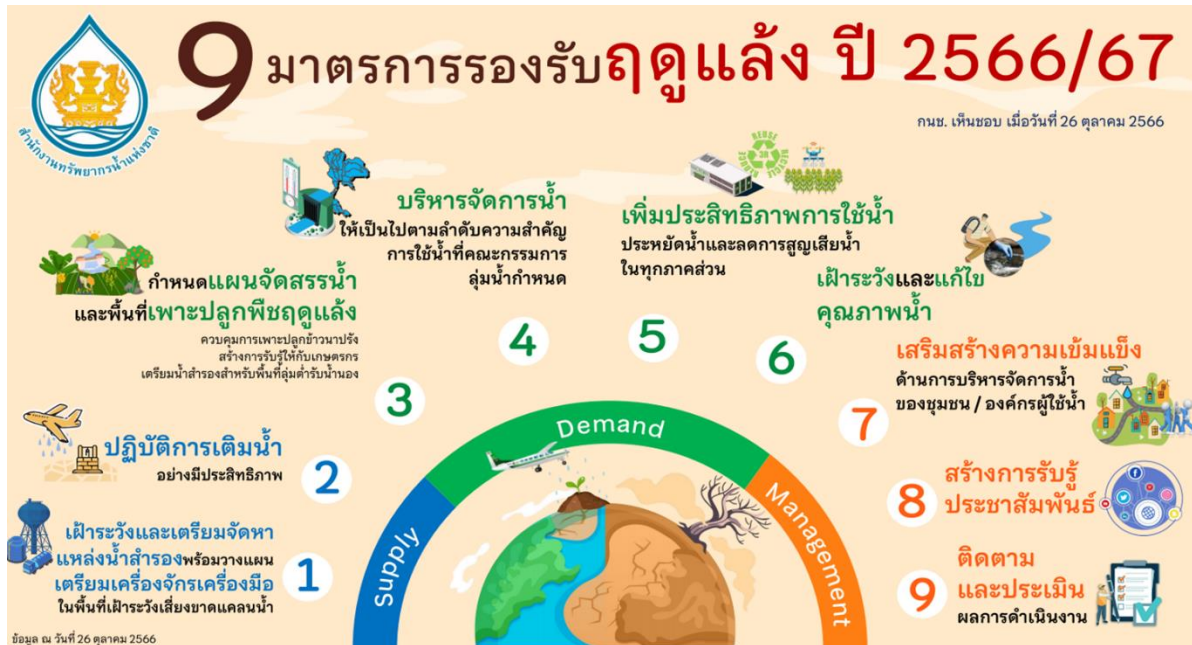 9 มาตรการรองรับฤดูแล้ง ปี 2566/67
กนช. เห็นชอบ เมื่อวันที่ 26 ตุลาคม 2566
สำนักงานทรัพยากรน้ำแห่งชาติ
1
เฝ้าระวังและเตรียมจัดหา
แหล่งน้ำสำรองพร้อมวางแผน
เตรียมเครื่องจักรเครื่องมือ
ในพื้นที่เฝ้าระวังเสี่ยงขาดแคลนน้ำ
2
ปฏิบัติการเติมน้ำ
อย่างมีประสิทธิภาพ
3
กำหนดแผนจัดสรรน้ำ
และพื้นที่เพาะปลูกพืชฤดูแล้ง
ควบคุมการเพาะปลูกข้าวนาปรัง
สร้างการรับรู้ให้กับเกษตรกร
เตรียมน้ำสำรองสำหรับพื้นที่ลุ่มต่ำรับน้ำนอง
4
บริหารจัดการน้ำ
ให้เป็นไปตามลำดับความสำคัญ
การใช้น้ำที่คณะกรรมการ
ลุ่มน้ำกำหนด
5
REUSE
3R
เพิ่มประสิทธิภาพการใช้น้ำ
ประหยัดน้ำและลดการสูญเสียน้ำ
ในทุกภาคส่วน
6
เฝ้าระวังและแก้ไข
คุณภาพน้ำ
7
เสริมสร้างความเข้มแข็ง
ด้านการบริหารจัดการน้ำ
ของชุมชน / องค์กรผู้ใช้น้ำ
8
สร้างการรับรู้
ประชาสัมพันธ์
9
ติดตาม
และประเมิน
ผลการดำเนินงาน
Supply
Demand
Management
ข้อมูล ณ วันที่ 26 ตุลาคม 2566